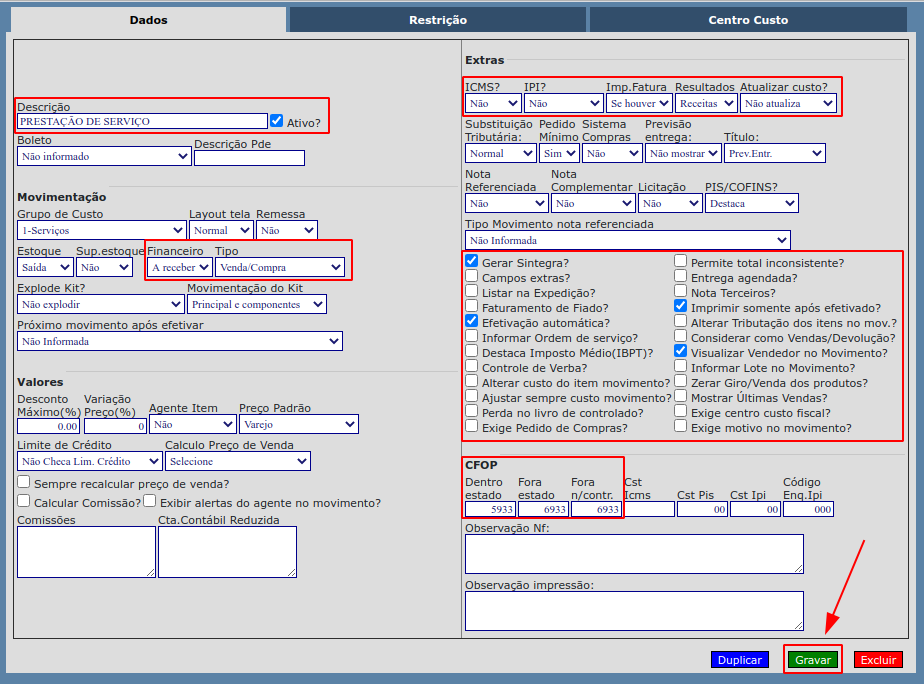 Dados Restrição Centro Custo
Descrição
PRESTAÇÃO DE SERVIÇO Ativo?
Boleto Descrição Pde
Não informado
Movimentação
Grupo de Custo Layout tela Remessa
1-Serviços Normal Não
Estoque Sup.estoque Financeiro Tipo
Saída Não A receber Venda/Compra
Explode Kit? Movimentação do Kit
Não explodir Principal e componentes
Próximo movimento após efetivar
Não Informada
Valores
Desconto Variação
Máximo(%) Preço(%) Agente Item Preço Padrão
0.00 0 Não Varejo
Limite de Crédito Calculo Preço de Venda
Não Checa Lim. Crédito Selecione
Sempre recalcular preço de venda?
Calcular Comissão? Exibir alertas do agente no movimento?
Comissões Cta.Contábil Reduzida
Extras
ICMS? IPI? Imp.Fatura Resultados Atualizar custo?
Não Não Se houver Receitas Não atualiza
Substituição Pedido Sistema Previsão
Tributária: Mínimo Compras entrega: Título:
Normal Sim Não Não mostrar Prev.Entr.
Nota Nota
Referenciada Complementar Licitação PIS/COFINS?
Não Não Não Destaca
Tipo Movimento nota referenciada
Não Informada
Gerar Sintegra? Permite total inconsistente?
Campos extras? Entrega agendada?
Listar na Expedição? Nota Terceiros?
Faturamento de Fiado? Imprimir somente após efetivado?
Efetivação automática? Alterar Tributação dos itens no mov.?
Informar Ordem de serviço? Considerar como Vendas/Devolução?
Destaca Imposto Médio(IBPT)? Visualizar Vendedor no Movimento?
Controle de Verba? Informar Lote no Movimento?
Alterar custo do item movimento? Zerar Giro/Venda dos produtos?
Ajustar sempre custo movimento? Mostrar Últimas Vendas?
Perda no livro de controlado? Exige centro custo fiscal?
Exige Pedido de Compras? Exige motivo no movimento?
CFOP
Dentro Fora Fora Cst Código
estado estado n/contr. Icms Cst Pis Cst Ipi Enq.Ipi
5933 6933 6933 00 00 000
Observação Nf:
Observação impressão:
Duplicar Gravar Excluir